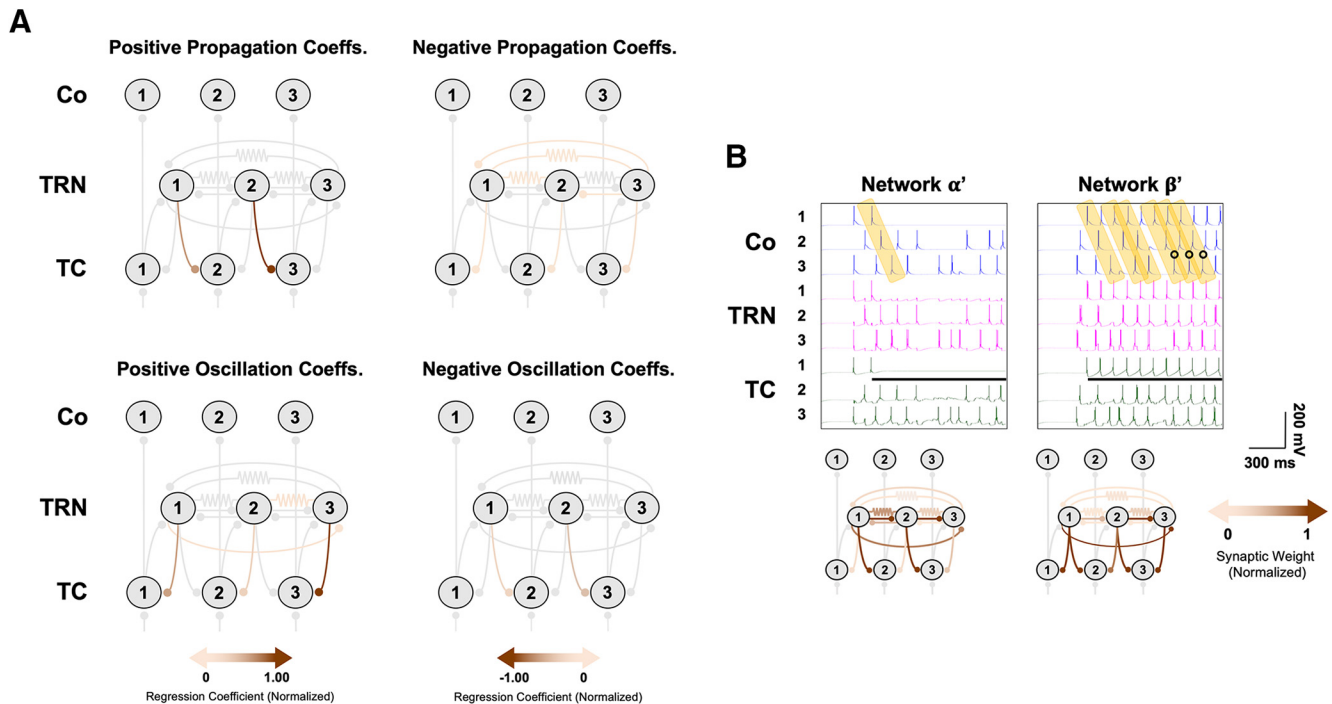 A
Positive Propagation Coeffs.
Negative Propagation Coeffs.
Co 1 2 3 1 2 3
TRN 1 2 3 1 2 3
TC 1 2 3 1 2 3
Positive Oscillation Coeffs.
Negative Oscillation Coeffs.
Co 1 2 3 1 2 3
TRN 1 2 3 1 2 3
TC 1 2 3 1 2 3
0 1.00
Regression Coefficient (Normalized)
-1.00 0
Regression Coefficient (Normalized)
B
Network α’
Network β’
1
Co 2
3
1
TRN 2
3
1
TC 2
3
200 mV
300 ms
1 2 3 1 2 3
1 2 3 1 2 3
1 2 3 1 2 3
0 1
Synaptic Weight
(Normalized)